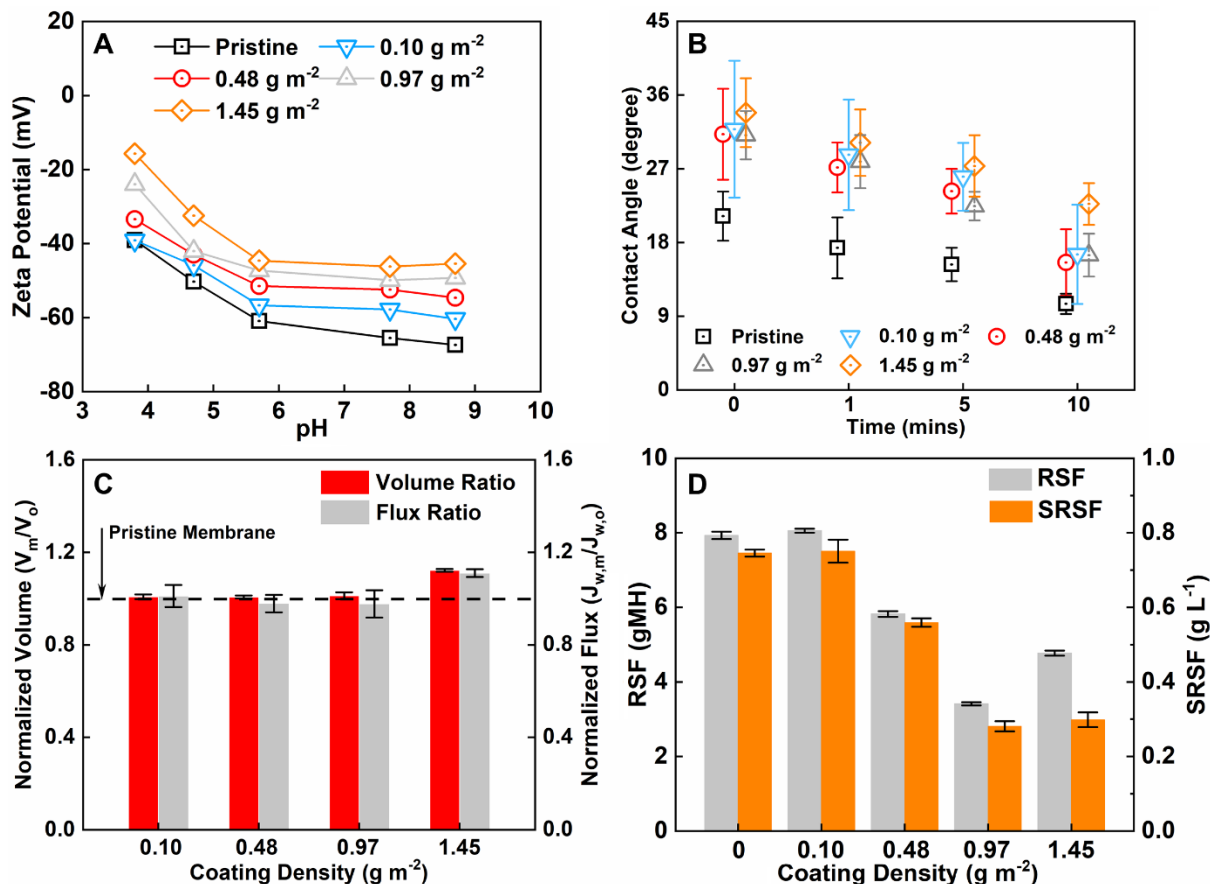 A
Pristine
0.10 g m-2
0.48 g m-2
0.97 g m-2
1.45 g m-2
20
0
-20
-40
-60
-80
Zeta Potential (mV)
3 4 5 6 7 8 9 10
pH
B
45
36
27
18
9
0
Contact Angle (degree)
Pristine
0.10 g m-2
0.48 g m-2
0.97 g m-2
1.45 g m-2
0 1 5 10
Time (mins)
C
Volume Ratio
Flux Ratio
Pristine Membrane
1.6
1.2
0.8
0.4
0.0
Normalized Volume (Vm/Vo)
1.6
1.2
0.8
0.4
0.0
Normalized Flux (Jw,m/Jw,o)
0.10 0.48 0.97 1.45
Coating Density (g m-2)
D
RSF
SRSF
10
8
6
4
2
0
RSF (gMH)
1.0
0.8
0.6
0.4
0.2
0.0
SRSF (g L-1)
0 0.10 0.48 0.97 1.45
Coating Density (g m-2)